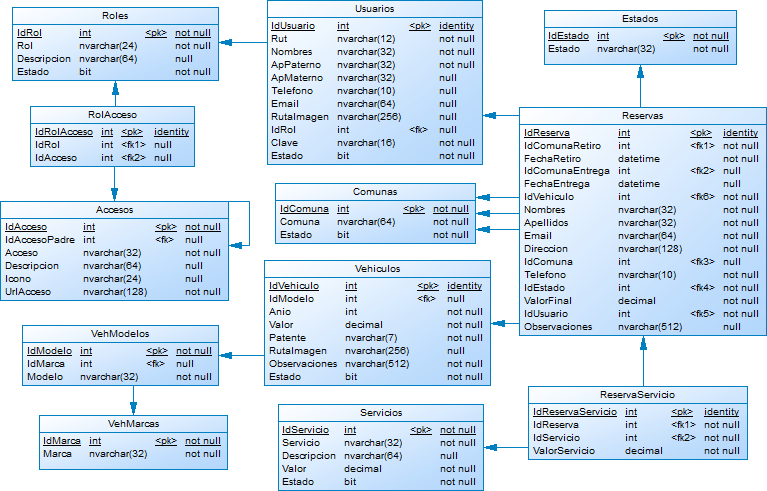 Roles
IdRol int <pk> not null
Rol nvarchar(24) not null
Descripcion nvarchar(64) null
Estado bit not null
Usuarios
IdUsuario int <pk> identity
Rut nvarchar(12) not null
Nombres nvarchar(32) not null
ApPaterno nvarchar(32) not null
ApMaterno nvarchar(32) null
Telefono nvarchar(10) null
Email nvarchar(64) null
RutaImagen nvarchar(256) null
IdRol int <fk> null
Clave nvarchar(16) not null
Estado bit not null
Estados
IdEstado int <pk> not null
Estado nvarchar(32) not null
RolAcceso
IdRolAcceso int <pk> identity
IdRol int <fk1> null
IdAcceso int <fk2> null
Reservas
IdReserva int <pk> identity
IdComunaRetiro int <fk1> not null
FechaRetiro datetime not null
IdComunaEntrega int <fk2> null
FechaEntrega datetime null
IdVehiculo int <fk6> not null
Nombres nvarchar(32) not null
Apellidos nvarchar(32) not null
Email nvarchar(64) not null
Direccion nvarchar(128) not null
IdComuna int <fk3> null
Telefono nvarchar(10) not null
IdEstado int <fk4> not null
ValorFinal decimal not null
IdUsuario int <fk5> not null
Observaciones nvarchar(512) null
Accesos
IdAcceso int <pk> not null
IdAccesoPadre int <fk> null
Acceso nvarchar(32) not null
Descripcion nvarchar(64) null
Icono nvarchar(24) null
UrlAcceso nvarchar(128) not null
Comunas
IdComuna int <pk> not null
Comuna nvarchar(64) not null
Estado bit not null
Vehiculos
IdVehiculo int <pk> identity
IdModelo int <fk> null
Anio int not null
Valor decimal not null
Patente nvarchar(7) not null
RutaImagen nvarchar(256) null
Observaciones nvarchar(512) not null
Estado bit not null
VehModelos
IdModelo int <pk> not null
IdMarca int <fk> null
Modelo nvarchar(32) not null
VehMarcas
IdMarca int <pk> not null
Marca nvarchar(32) not null
Servicios
IdServicio int <pk> not null
Servicio nvarchar(32) not null
Descripcion nvarchar(64) null
Valor decimal not null
Estado bit not null
ReservaServicio
IdReservaServicio int <pk> identity
IdReserva int <fk1> not null
IdServicio int <fk2> not null
ValorServicio decimal not null